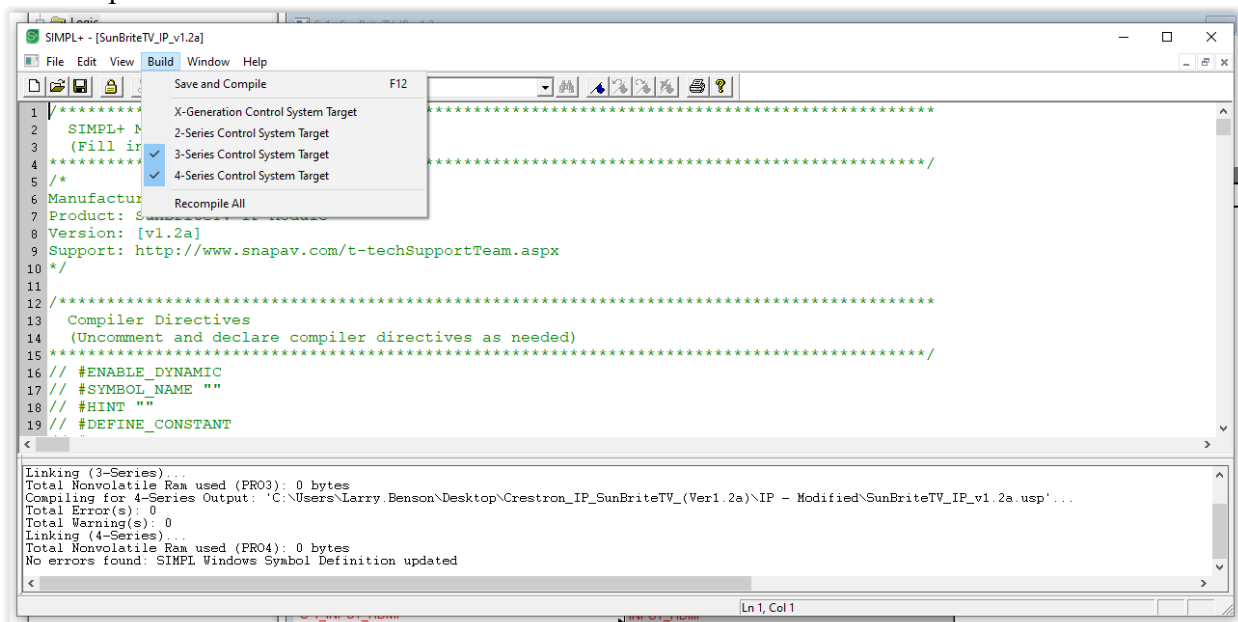 Logic
SIMPL+ - [SunBriteTV_IP_v1.2a]
File Edit View Build Window Help
Save and Compile F12
X-Generation Control System Target
2-Series Control System Target
3-Series Control System Target
4-Series Control System Target
Recompile All
1 /********* *****************************************************
2 SIMPL+ M
3 (Fill in
4 ********* ****************************************************/
5 /*
6 Manufactur
7 Product: SunBriteTV IP Module
8 Version: [v1.2a]
9 Support: http://www.snapav.com/t-techSupportTeam.aspx
10 */
11
12 /*******************************************************************************************
13 Compiler Directives
14 (Uncomment and declare compiler directives as needed)
15 *******************************************************************************************/
16 // #ENABLE_DYNAMIC
17 // #SYMBOL_NAME ""
18 // #HINT ""
19 // #DEFINE_CONSTANT
Linking (3-Series)...
Total Nonvolatile Ram used (PRO3): 0 bytes
Compiling for 4-Series Output: 'C:\Users\Larry.Benson\Desktop\Crestron_IP_SunBriteTV_(Ver1.2a)\IP - Modified\SunBriteTV_IP_v1.2a.usp'...
Total Error(s): 0
Total Warning(s): 0
Linking (4-Series)...
Total Nonvolatile Ram used (PRO4): 0 bytes
No errors found: SIMPL Windows Symbol Definition updated
Ln 1, Col 1